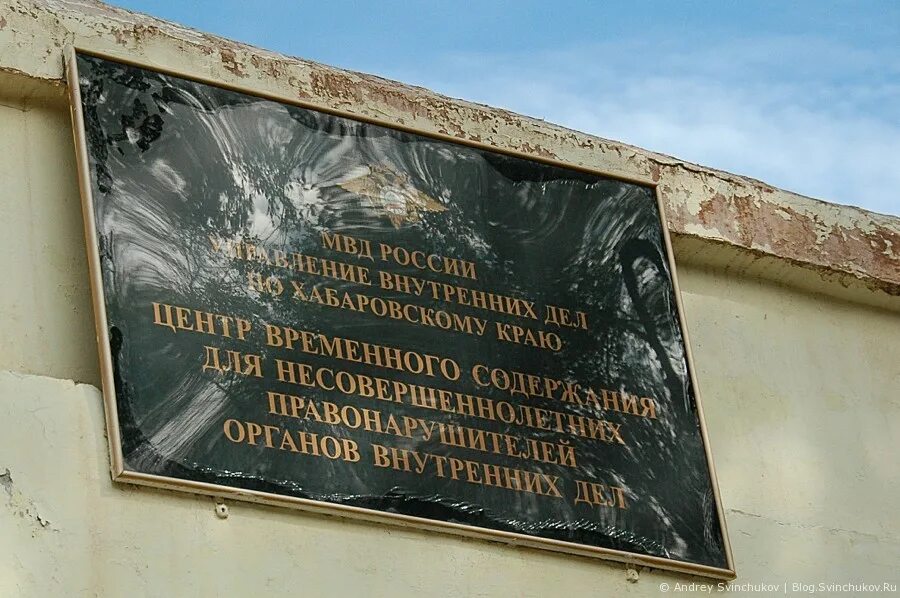 МВД РОССИИ
УПРАВЛЕНИЕ ВНУТРЕННИХ ДЕЛ
ПО ХАБАРОВСКОМУ КРАЮ
ЦЕНТР ВРЕМЕННОГО СОДЕРЖАНИЯ
ДЛЯ НЕСОВЕРШЕННОЛЕТНИХ
ПРАВОНАРУШИТЕЛЕЙ
ОРГАНОВ ВНУТРЕННИХ ДЕЛ
© Andrey Svinchukov | Blog.Svinchukov.Ru